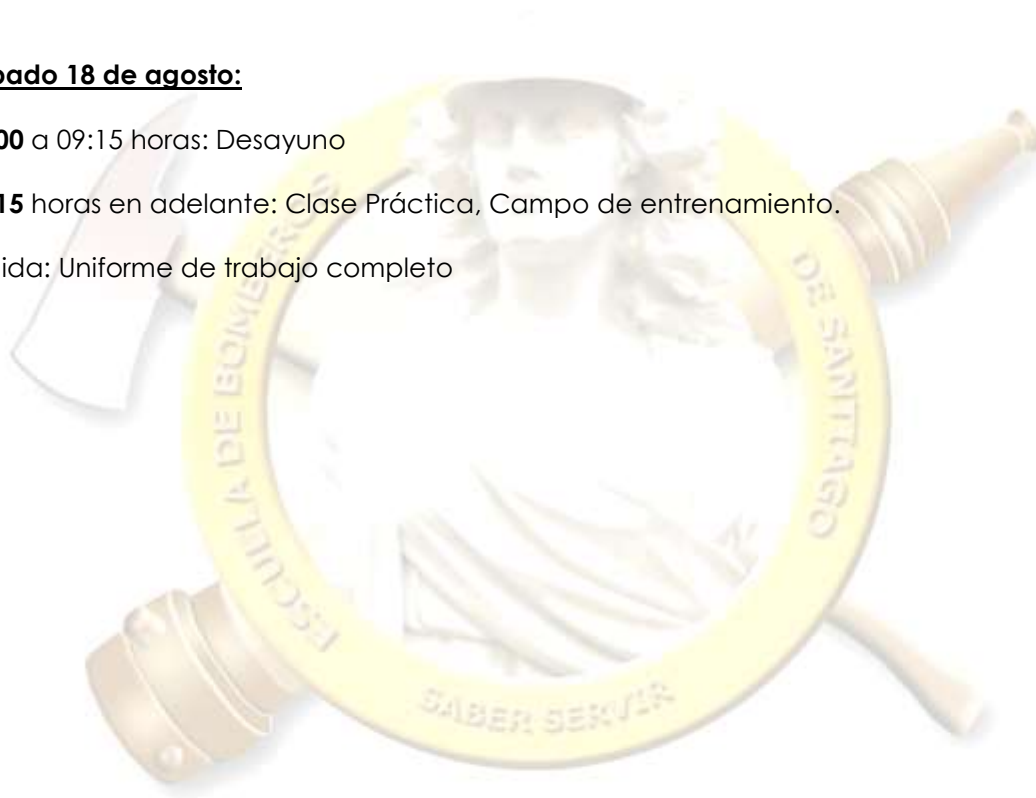 bado 18 de agosto:
00 a 09:15 horas: Desayuno
15 horas en adelante: Clase Práctica, Campo de entrenamiento.
ida: Uniforme de trabajo completo
ESCUELA DE BOMBEROS
DE SANTIAGO
SABER SERVIR